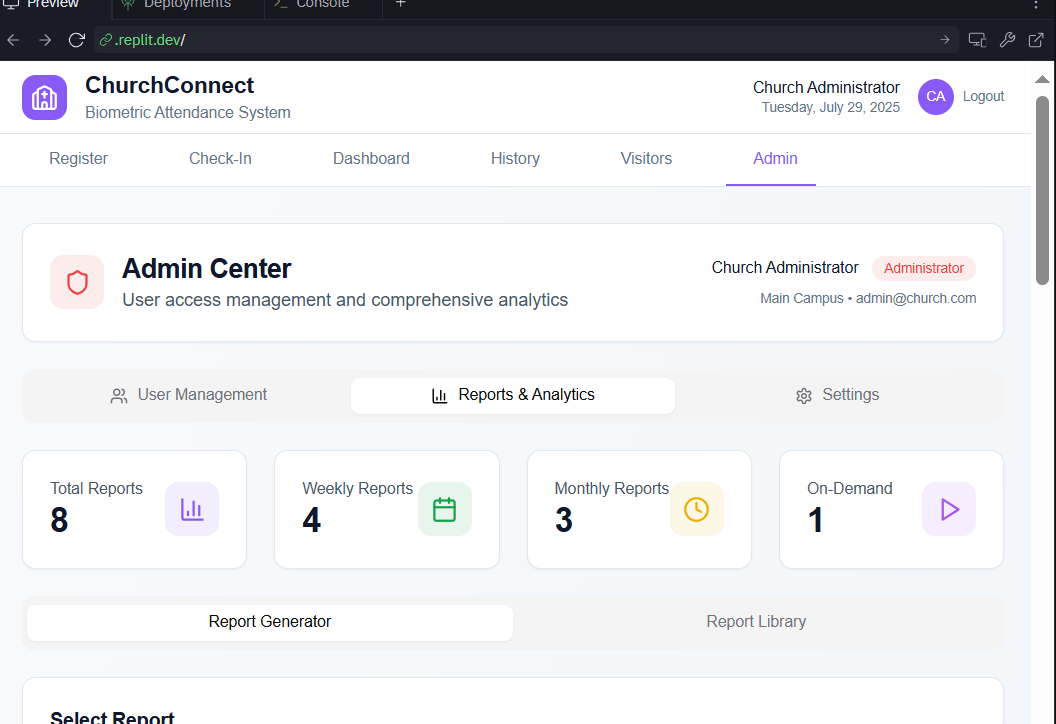 Preview
Deployments
Console
.replit.dev/
ChurchConnect
Biometric Attendance System
Church Administrator
Tuesday, July 29, 2025
CA
Logout
Register
Check-In
Dashboard
History
Visitors
Admin
Admin Center
User access management and comprehensive analytics
Church Administrator
Administrator
Main Campus • admin@church.com
User Management
Reports & Analytics
Settings
Total Reports
8
Weekly Reports
4
Monthly Reports
3
On-Demand
1
Report Generator
Report Library
Select Report